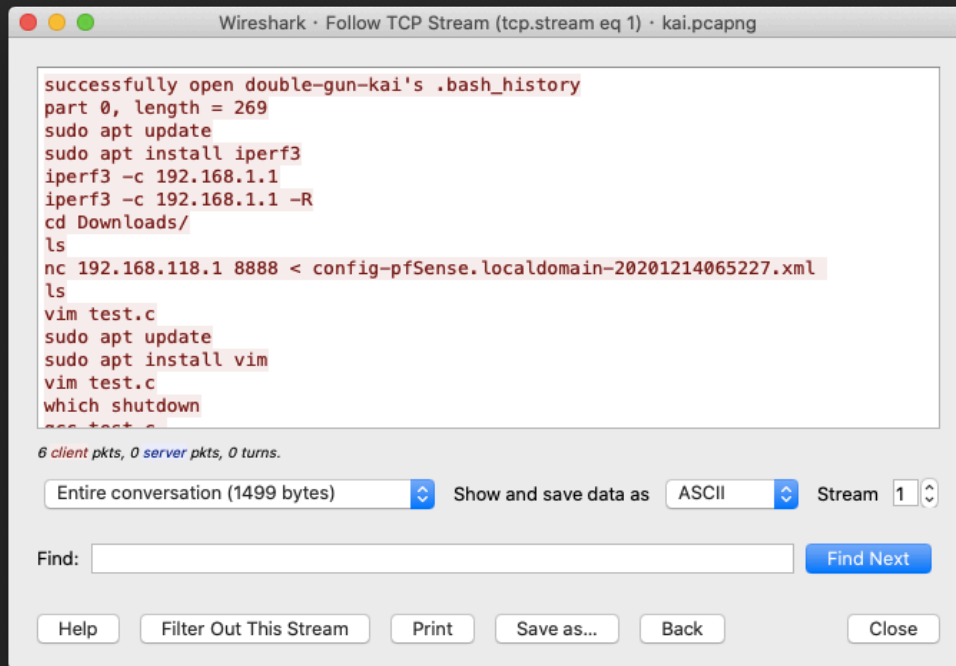 Wireshark · Follow TCP Stream (tcp.stream eq 1) · kai.pcapng
successfully open double-gun-kai's .bash_history
part 0, length = 269
sudo apt update
sudo apt install iperf3
iperf3 -c 192.168.1.1
iperf3 -c 192.168.1.1 -R
cd Downloads/
ls
nc 192.168.118.1 8888 < config-pfSense.localdomain-20201214065227.xml
ls
vim test.c
sudo apt update
sudo apt install vim
vim test.c
which shutdown
gcc test.c
6 client pkts, 0 server pkts, 0 turns.
Entire conversation (1499 bytes) Show and save data as ASCII Stream 1
Find: Find Next
Help Filter Out This Stream Print Save as... Back Close